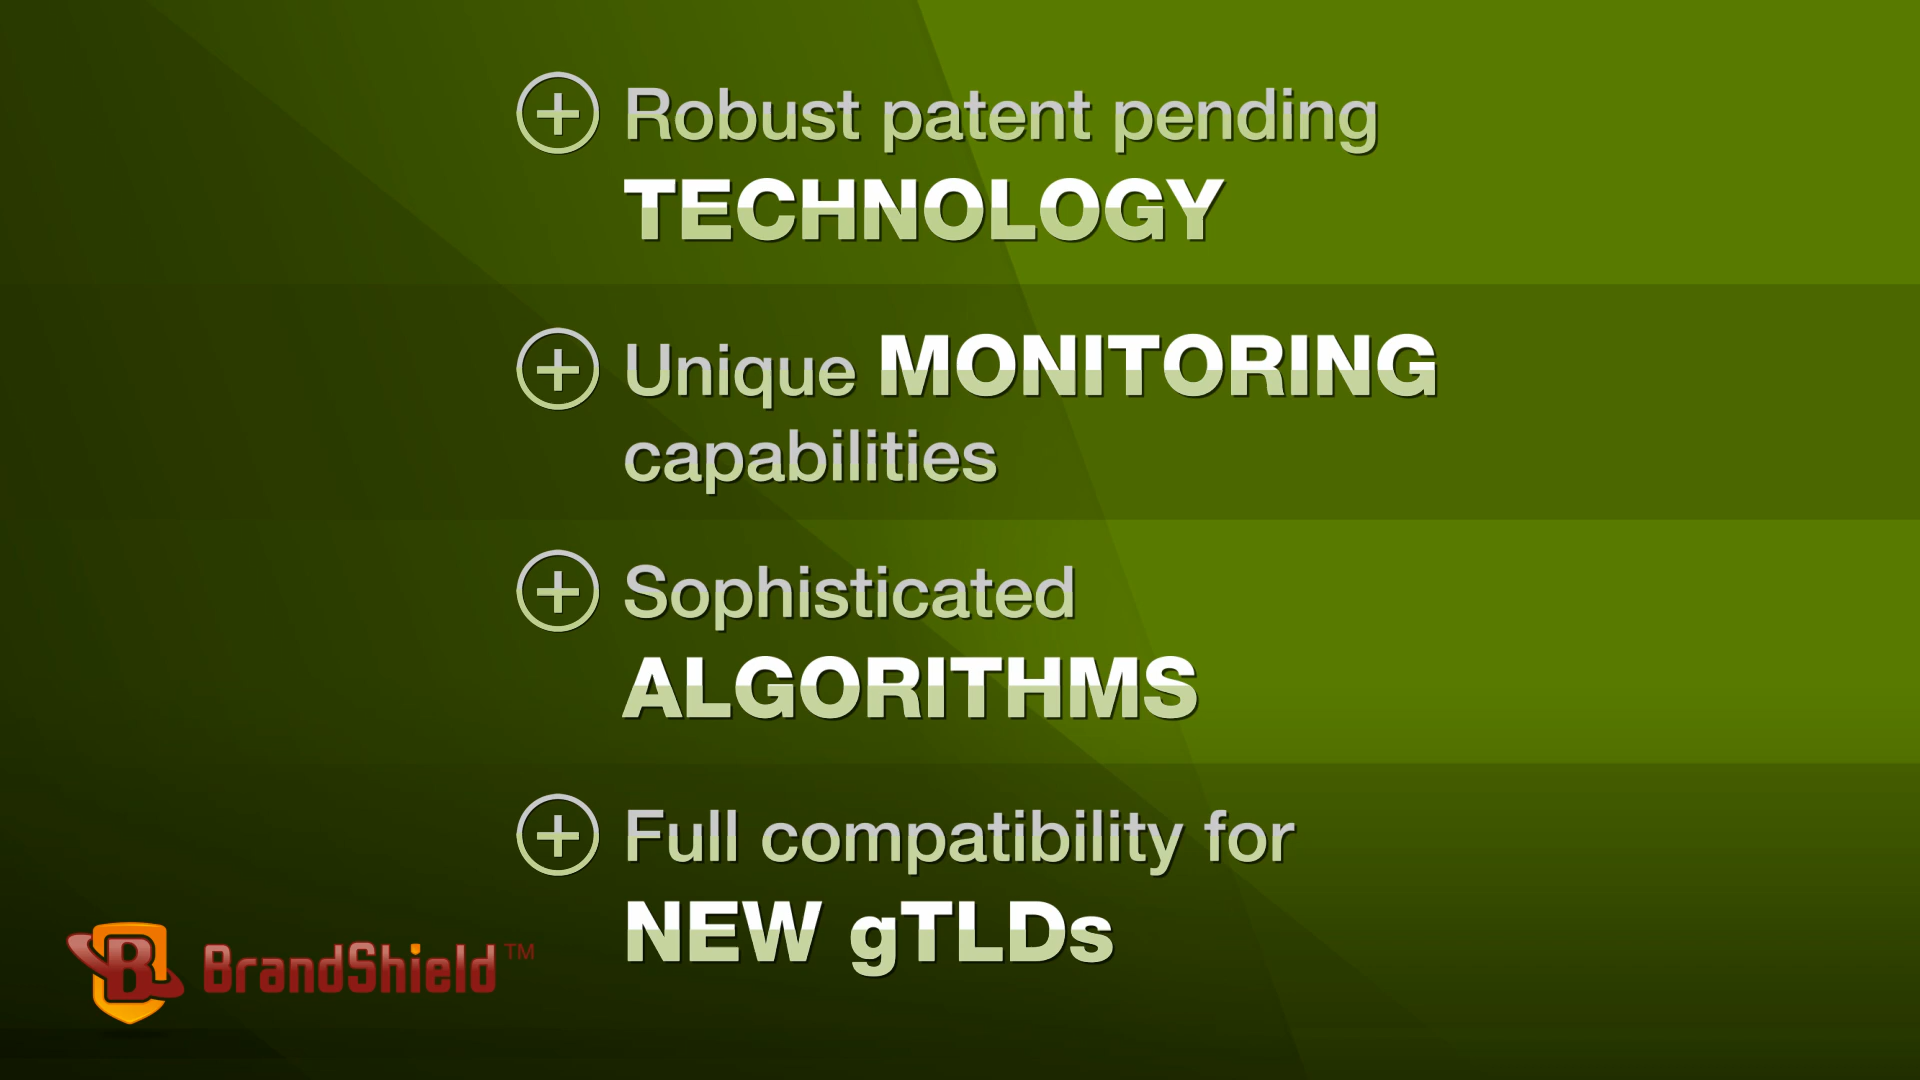 Robust patent pending
TECHNOLOGY
Unique MONITORING
capabilities
Sophisticated
ALGORITHMS
Full compatibility for
NEW gTLDs
B BrandShield™